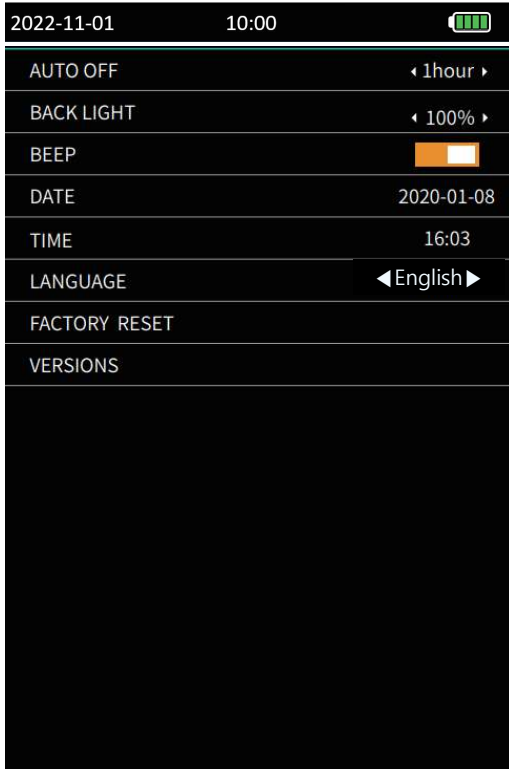 2022-11-01 10:00
AUTO OFF 1hour
BACK LIGHT 100%
BEEP
DATE 2020-01-08
TIME 16:03
LANGUAGE English
FACTORY RESET
VERSIONS